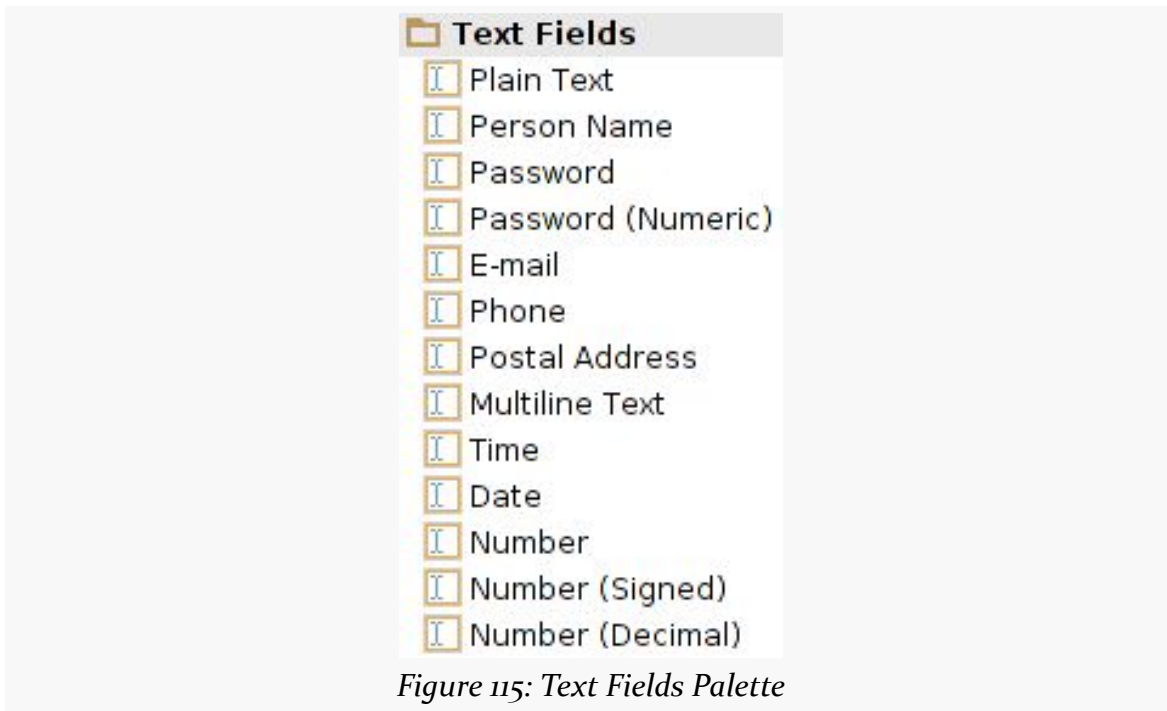 Text Fields
Plain Text
Person Name
Password
Password (Numeric)
E-mail
Phone
Postal Address
Multiline Text
Time
Date
Number
Number (Signed)
Number (Decimal)
Figure 115: Text Fields Palette